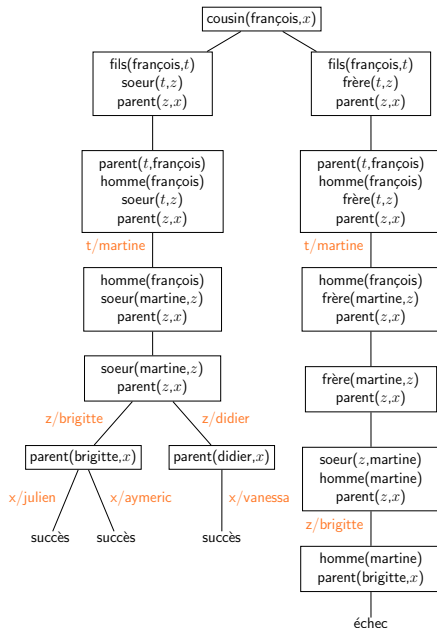 cousin(françois,x)
fils(françois,t)
soeur(t,z)
parent(z,x)
parent(t,françois)
homme(françois)
soeur(t,z)
parent(z,x)
t/martine
homme(françois)
soeur(martine,z)
parent(z,x)
soeur(martine,z)
parent(z,x)
z/brigitte
z/didier
parent(brigitte,x)
parent(didier,x)
x/julien
x/aymeric
x/vanessa
succès
succès
succès
fils(françois,t)
frère(t,z)
parent(z,x)
parent(t,françois)
homme(françois)
frère(t,z)
parent(z,x)
t/martine
homme(françois)
frère(martine,z)
parent(z,x)
frère(martine,z)
parent(z,x)
soeur(z,martine)
homme(martine)
parent(z,x)
z/brigitte
homme(martine)
parent(brigitte,x)
échec